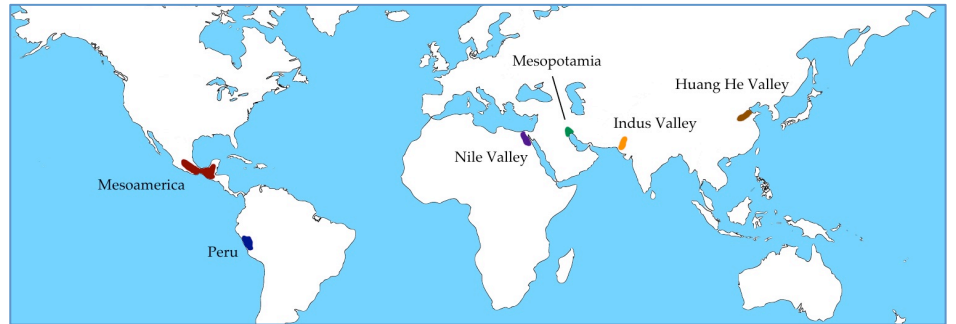 Mesopotamia
Huang He Valley
Indus Valley
Nile Valley
Mesoamerica
Peru